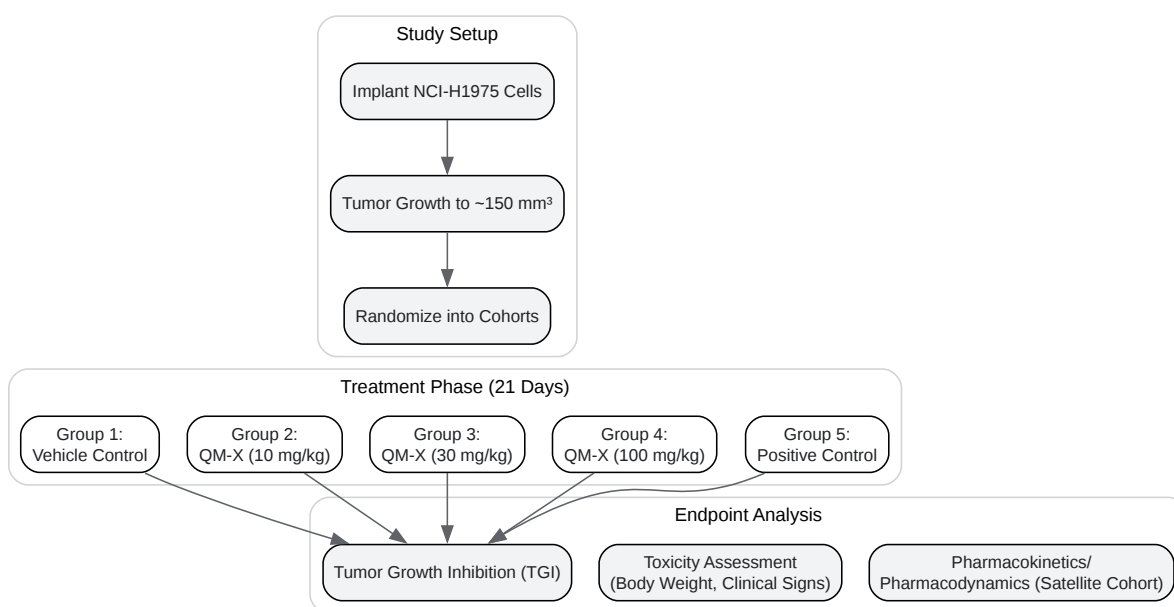 Study Setup
Implant NCI-H1975 Cells
Tumor Growth to ~150 mm³
Randomize into Cohorts
Treatment Phase (21 Days)
Group 1:
Vehicle Control
Group 2:
QM-X (10 mg/kg)
Group 3:
QM-X (30 mg/kg)
Group 4:
QM-X (100 mg/kg)
Group 5:
Positive Control
Endpoint Analysis
Tumor Growth Inhibition (TGI)
Toxicity Assessment
(Body Weight, Clinical Signs)
Pharmacokinetics/
Pharmacodynamics (Satellite Cohort)